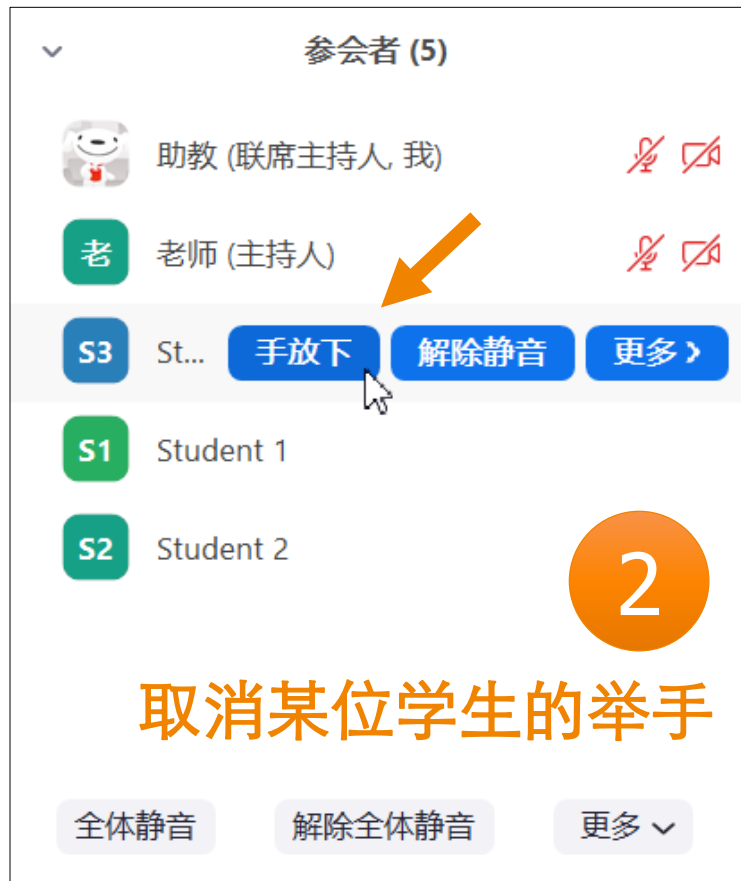 参会者 (5)
助教 (联席主持人, 我)
老 老师 (主持人)
S3 St... 手放下 解除静音 更多 ›
S1 Student 1
S2 Student 2
2
取消某位学生的举手
全体静音 解除全体静音 更多